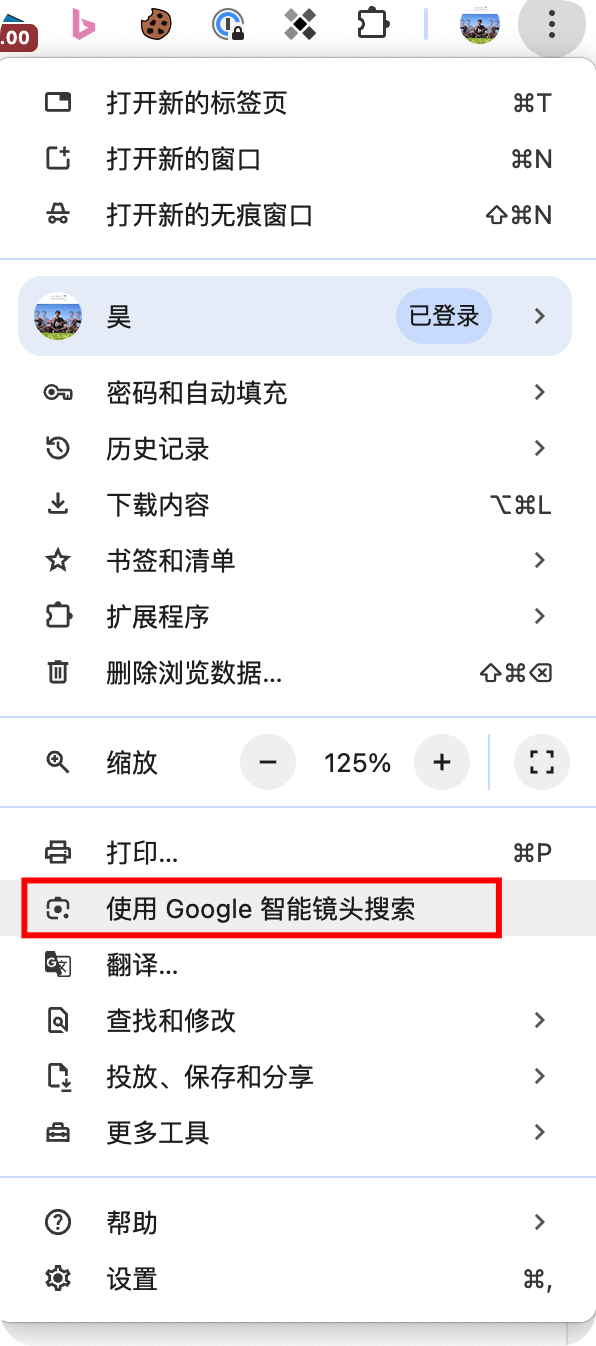 .00
打开新的标签页 ⌘T
打开新的窗口 ⌘N
打开新的无痕窗口 ⇧⌘N
昊 已登录
密码和自动填充
历史记录
下载内容 ⌥⌘L
书签和清单
扩展程序
删除浏览数据... ⇧⌘⌫
缩放 − 125% +
打印... ⌘P
使用 Google 智能镜头搜索
翻译...
查找和修改
投放、保存和分享
更多工具
帮助
设置 ⌘,